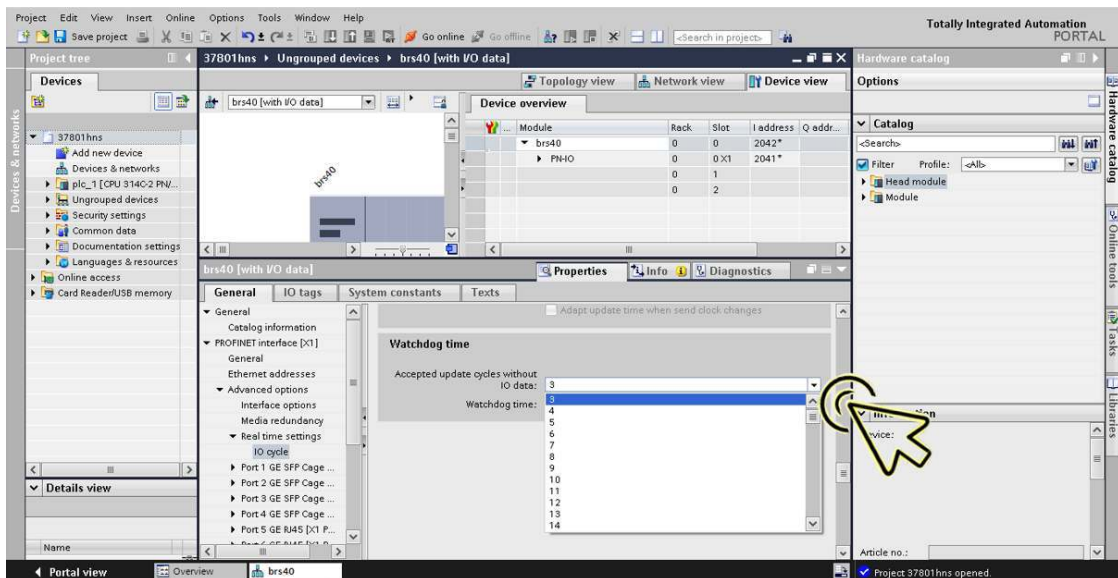 Project Edit View Insert Online Options Tools Window Help
Totally Integrated Automation
PORTAL
Save project Go online Go offline <Search in project>
Project tree
37801hns › Ungrouped devices › brs40 [with I/O data]
Hardware catalog
Devices
Topology view Network view Device view
Options
brs40 [with I/O data]
Device overview
... Module Rack Slot I address Q addr...
brs40 0 0 2042*
PN-IO 0 0 X1 2041*
0 1
0 2
brs40
37801hns
Add new device
Devices & networks
plc_1 [CPU 314C-2 PN/...
Ungrouped devices
Security settings
Common data
Documentation settings
Languages & resources
Online access
Card Reader/USB memory
Catalog
<Search>
Filter Profile: <All>
Head module
Module
Devices & networks
Hardware catalog
Online tools
Tasks
Libraries
brs40 [with I/O data]
Properties Info Diagnostics
General IO tags System constants Texts
General
Catalog information
PROFINET interface [X1]
General
Ethernet addresses
Advanced options
Interface options
Media redundancy
Real time settings
IO cycle
Port 1 GE SFP Cage ...
Port 2 GE SFP Cage ...
Port 3 GE SFP Cage ...
Port 4 GE SFP Cage ...
Port 5 GE RJ45 [X1 P...
Adapt update time when send clock changes
Watchdog time
Accepted update cycles without
IO data: 3
Watchdog time:
3
4
5
6
7
8
9
10
11
12
13
14
Details view
Name
Article no.:
Portal view Overview brs40
Project 37801hns opened.